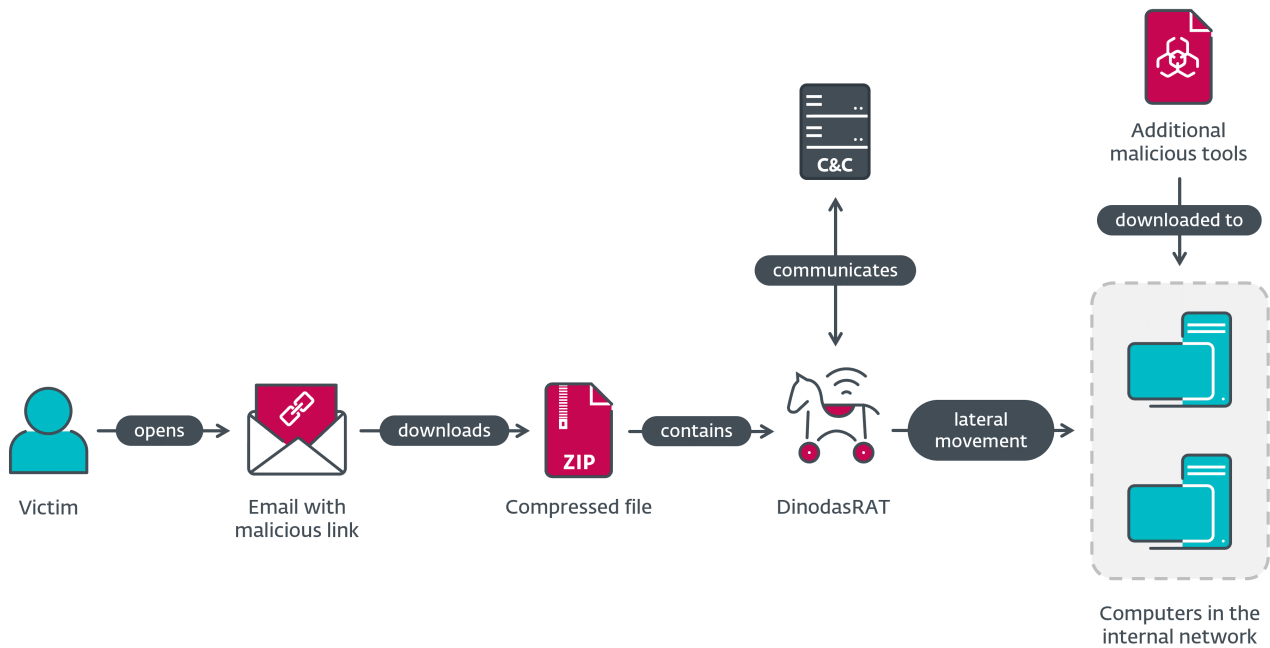 Additional
malicious tools
downloaded to
C&C
communicates
opens
downloads
ZIP
contains
lateral
movement
Victim
Email with
malicious link
Compressed file
DinodasRAT
Computers in the
internal network